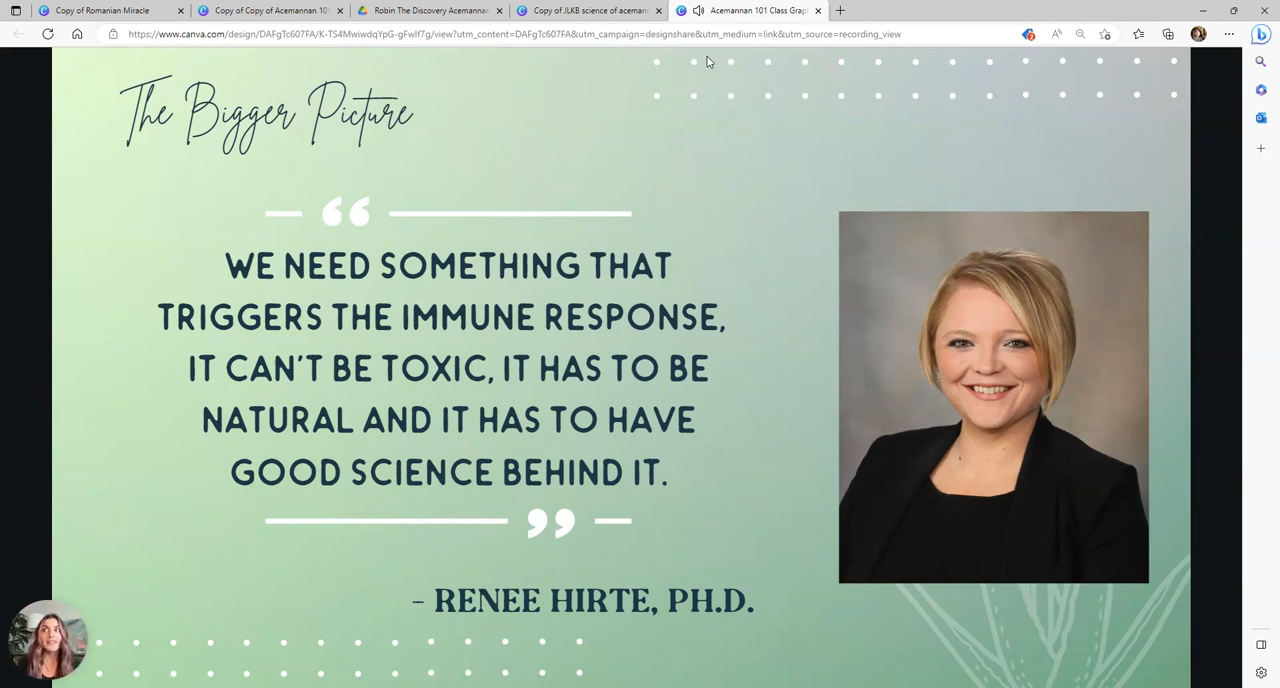 Copy of Romanian Miracle
Copy of Copy of Acemannan 101
Robin The Discovery Acemannan
Copy of JLKB science of aceman
Acemannan 101 Class Grap
https://www.canva.com/design/DAFgTc607FA/K-TS4MwiwdqYpG-gFwIf7g/view?utm_content=DAFgTc607FA&utm_campaign=designshare&utm_medium=link&utm_source=recording_view
2
The Bigger Picture
“
WE NEED SOMETHING THAT
TRIGGERS THE IMMUNE RESPONSE,
IT CAN'T BE TOXIC, IT HAS TO BE
NATURAL AND IT HAS TO HAVE
GOOD SCIENCE BEHIND IT.
”
- RENEE HIRTE, PH.D.